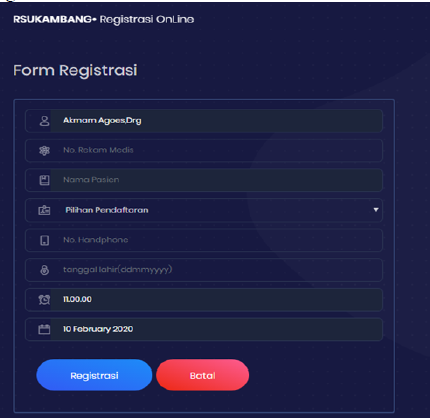 RSUKAMBANG• Registrasi OnLine
Form Registrasi
Akmam Agoes,Drg
No. Rekam Medis
Nama Pasien
Pilihan Pendaftaran
No. Handphone
tanggal lahir(ddmmyyyy)
11.00.00
10 February 2020
Registrasi Batal